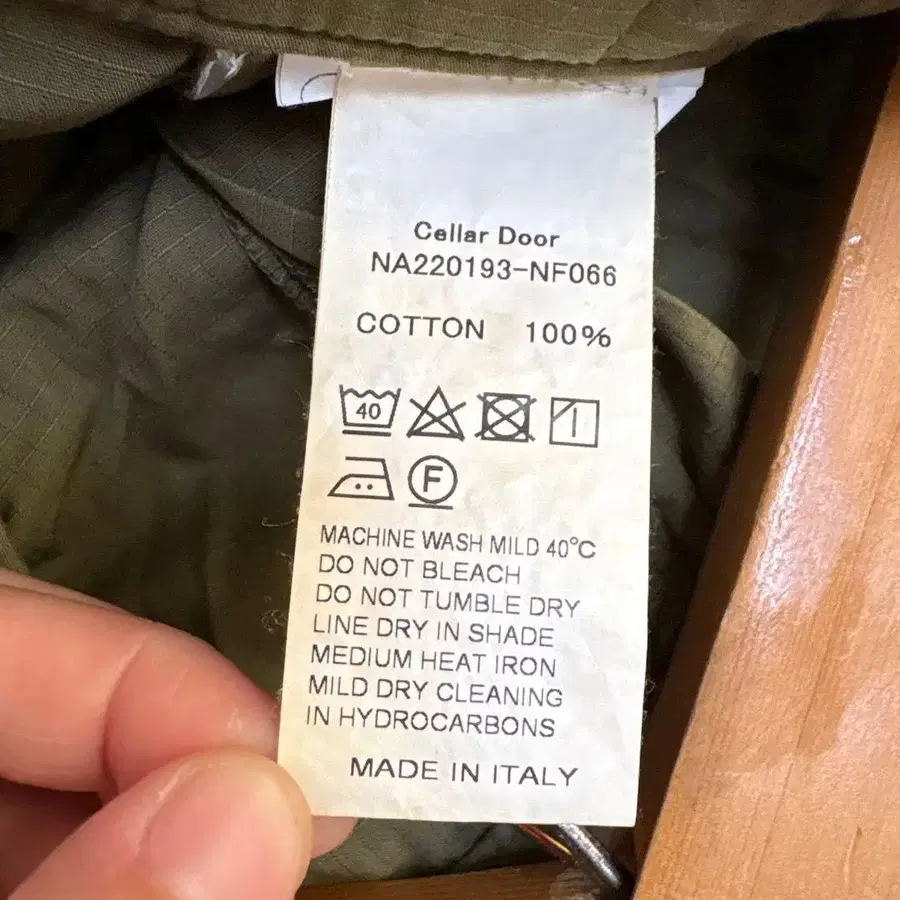 Cellar Door
NA220193-NF066
COTTON 100%
40
F
MACHINE WASH MILD 40°C
DO NOT BLEACH
DO NOT TUMBLE DRY
LINE DRY IN SHADE
MEDIUM HEAT IRON
MILD DRY CLEANING
IN HYDROCARBONS
MADE IN ITALY